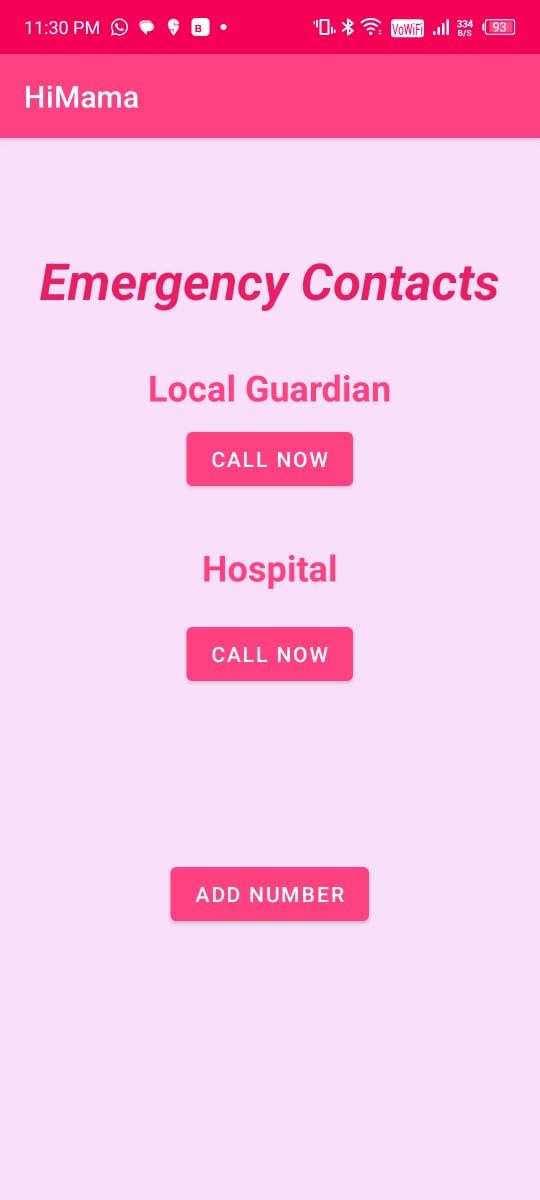 11:30 PM B VoWiFi 334 B/S 93
HiMama
Emergency Contacts
Local Guardian
CALL NOW
Hospital
CALL NOW
ADD NUMBER